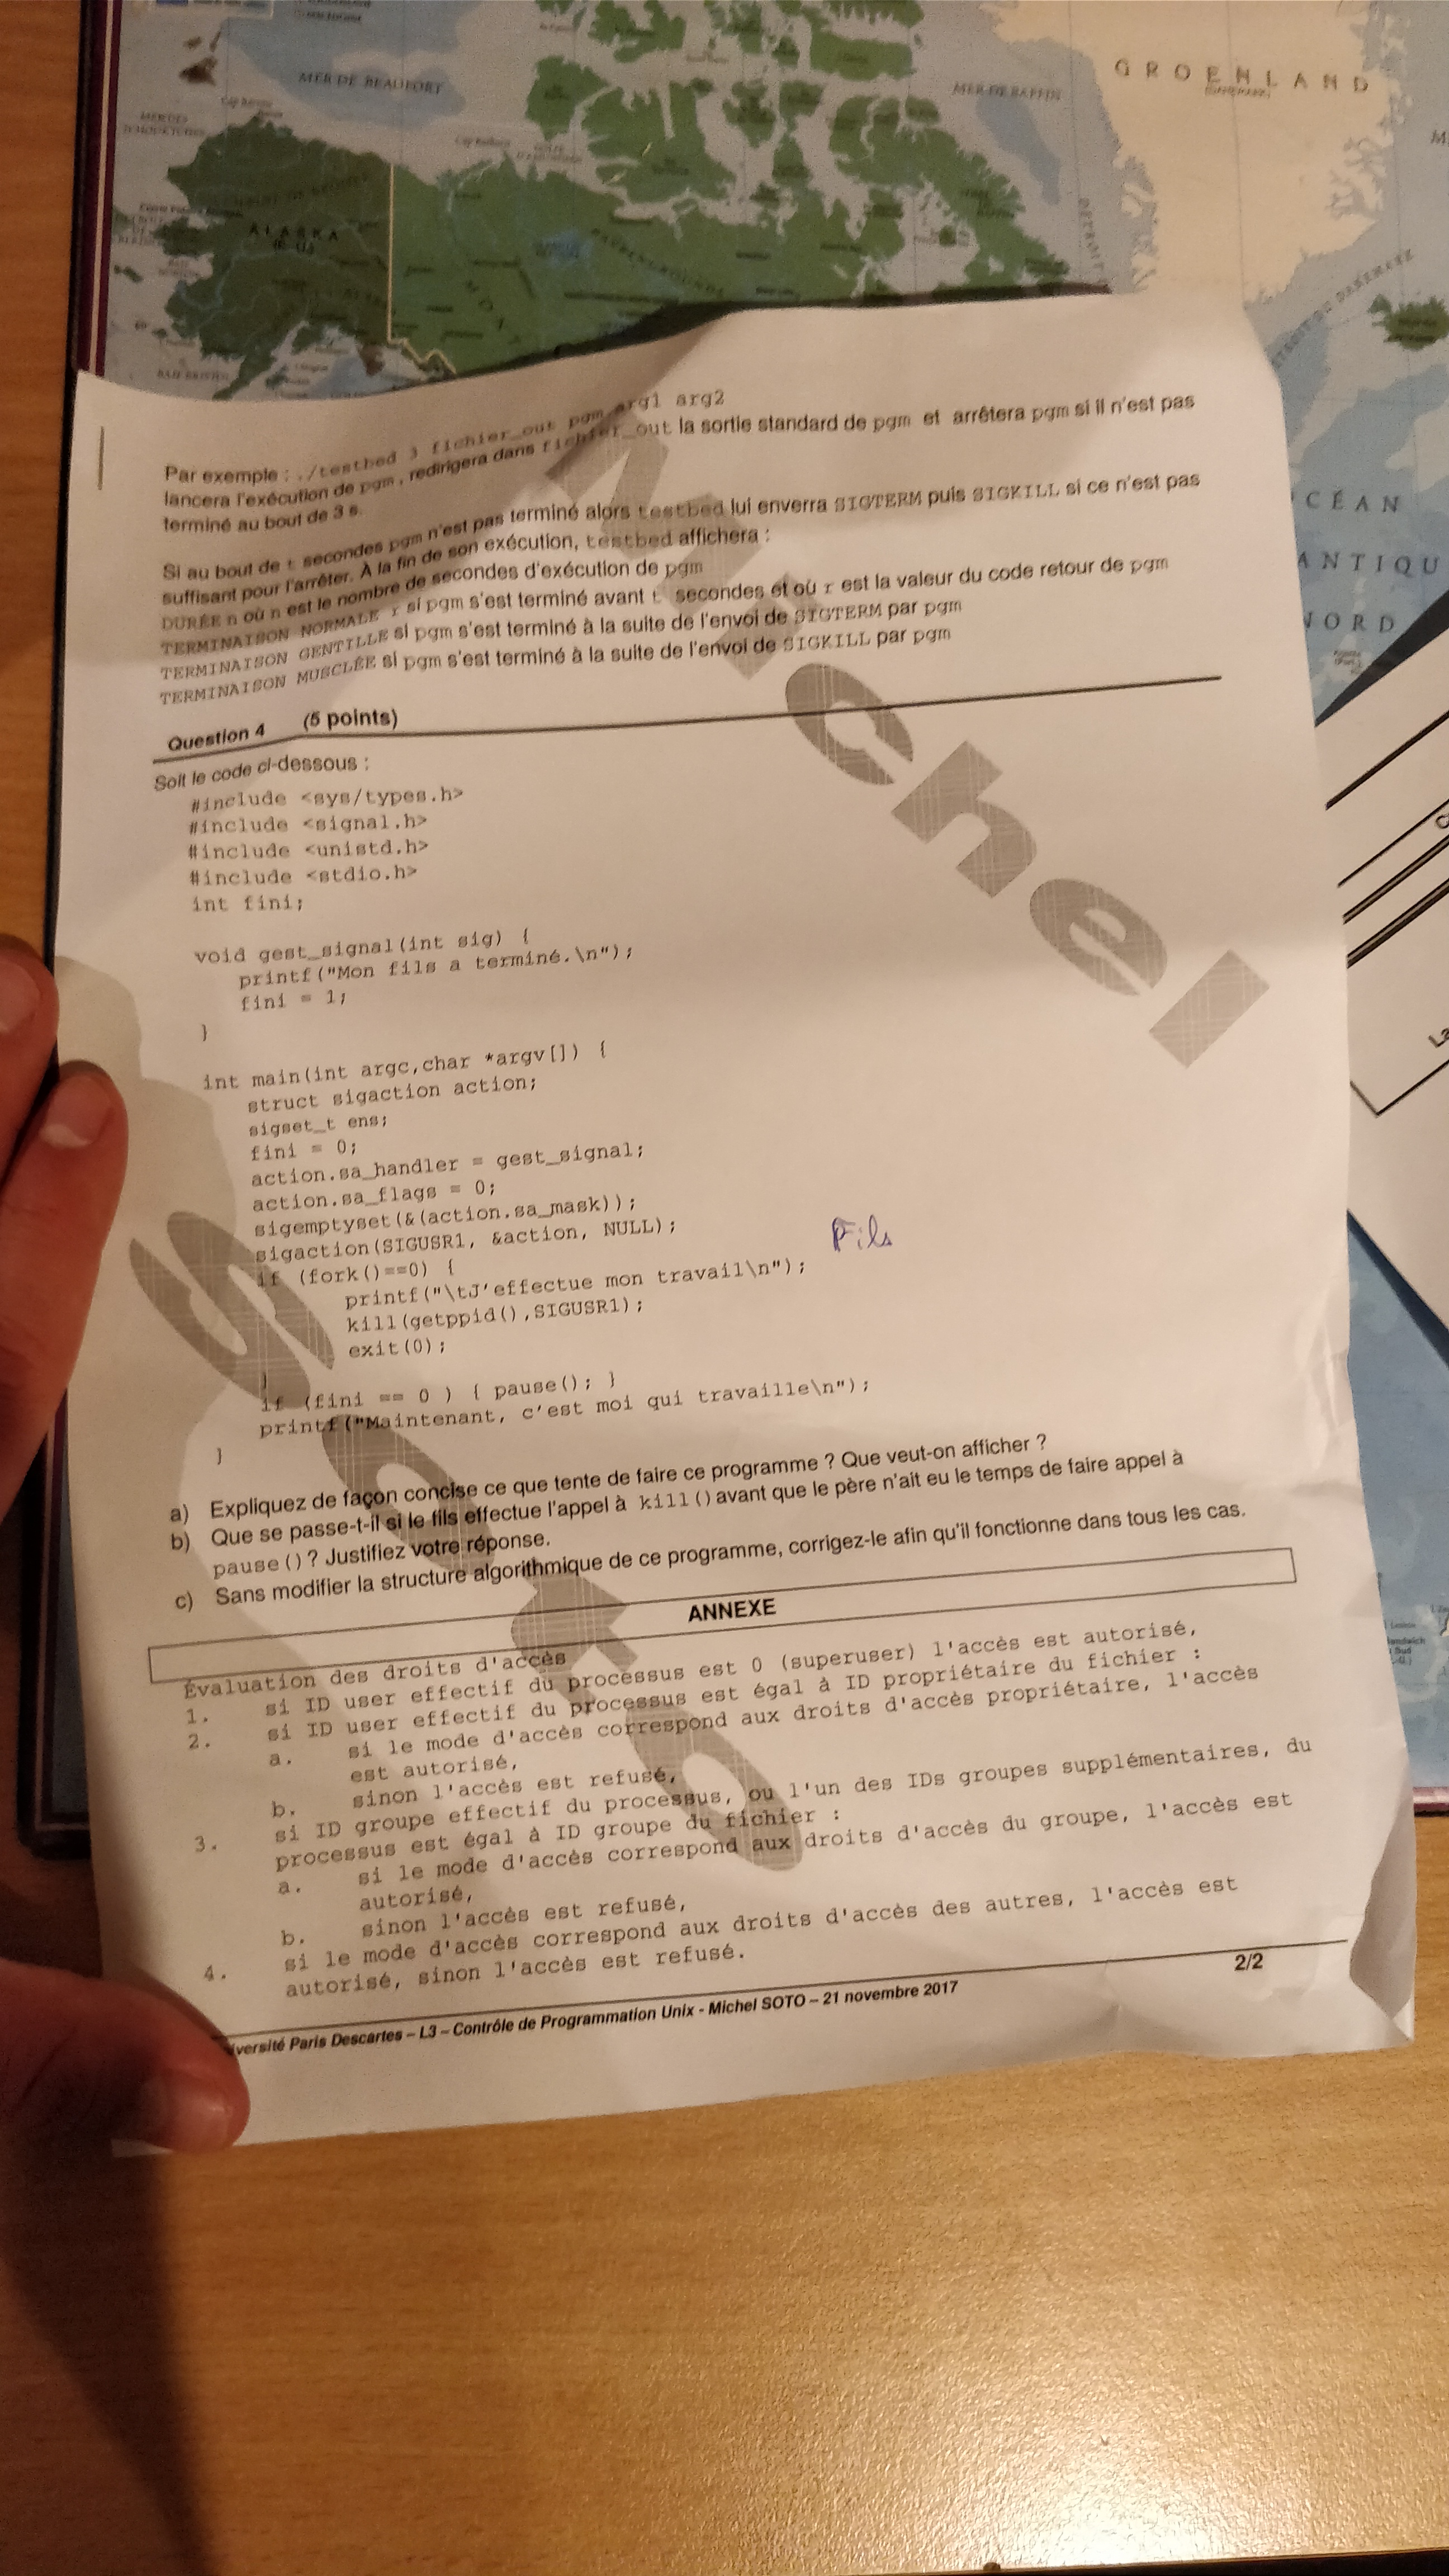 MER DE BEAUFORT
MER DE BAFFIN
GROENLAND
ALASKA
OCÉAN
ANTIQU
NORD
Par exemple : ./testbed 3 fichier_out pgm arg1 arg2
lancera l'exécution de pgm, redirigera dans fichier_out la sortie standard de pgm et arrêtera pgm si il n'est pas
terminé au bout de 3 s.
Si au bout de t secondes pgm n'est pas terminé alors testbed lui enverra SIGTERM puis SIGKILL si ce n'est pas
suffisant pour l'arrêter. À la fin de son exécution, testbed affichera :
DURÉE n où n est le nombre de secondes d'exécution de pgm
TERMINAISON NORMALE r si pgm s'est terminé avant t secondes et où r est la valeur du code retour de pgm
TERMINAISON GENTILLE si pgm s'est terminé à la suite de l'envoi de SIGTERM par pgm
TERMINAISON MUSCLÉE si pgm s'est terminé à la suite de l'envoi de SIGKILL par pgm
Question 4 (5 points)
Soit le code ci-dessous :
#include <sys/types.h>
#include <signal.h>
#include <unistd.h>
#include <stdio.h>
int fini;
void gest_signal(int sig) {
printf("Mon fils a terminé.\n");
fini = 1;
}
int main(int argc,char *argv[]) {
struct sigaction action;
sigset_t ens;
fini = 0;
action.sa_handler = gest_signal;
action.sa_flags = 0;
sigemptyset(&(action.sa_mask));
sigaction(SIGUSR1, &action, NULL);
if (fork()==0) {
Fils
printf("\tJ'effectue mon travail\n");
kill(getppid(),SIGUSR1);
exit(0);
}
if (fini == 0 ) { pause(); }
printf("Maintenant, c'est moi qui travaille\n");
}
a) Expliquez de façon concise ce que tente de faire ce programme ? Que veut-on afficher ?
b) Que se passe-t-il si le fils effectue l'appel à kill() avant que le père n'ait eu le temps de faire appel à
pause() ? Justifiez votre réponse.
c) Sans modifier la structure algorithmique de ce programme, corrigez-le afin qu'il fonctionne dans tous les cas.
ANNEXE
Évaluation des droits d'accès
1. si ID user effectif du processus est 0 (superuser) l'accès est autorisé,
2. si ID user effectif du processus est égal à ID propriétaire du fichier :
a. si le mode d'accès correspond aux droits d'accès propriétaire, l'accès
est autorisé,
b. sinon l'accès est refusé,
3. si ID groupe effectif du processus, ou l'un des IDs groupes supplémentaires, du
processus est égal à ID groupe du fichier :
a. si le mode d'accès correspond aux droits d'accès du groupe, l'accès est
autorisé,
b. sinon l'accès est refusé,
4. si le mode d'accès correspond aux droits d'accès des autres, l'accès est
autorisé, sinon l'accès est refusé.
2/2
versité Paris Descartes – L3 – Contrôle de Programmation Unix - Michel SOTO – 21 novembre 2017
Michel
Soto